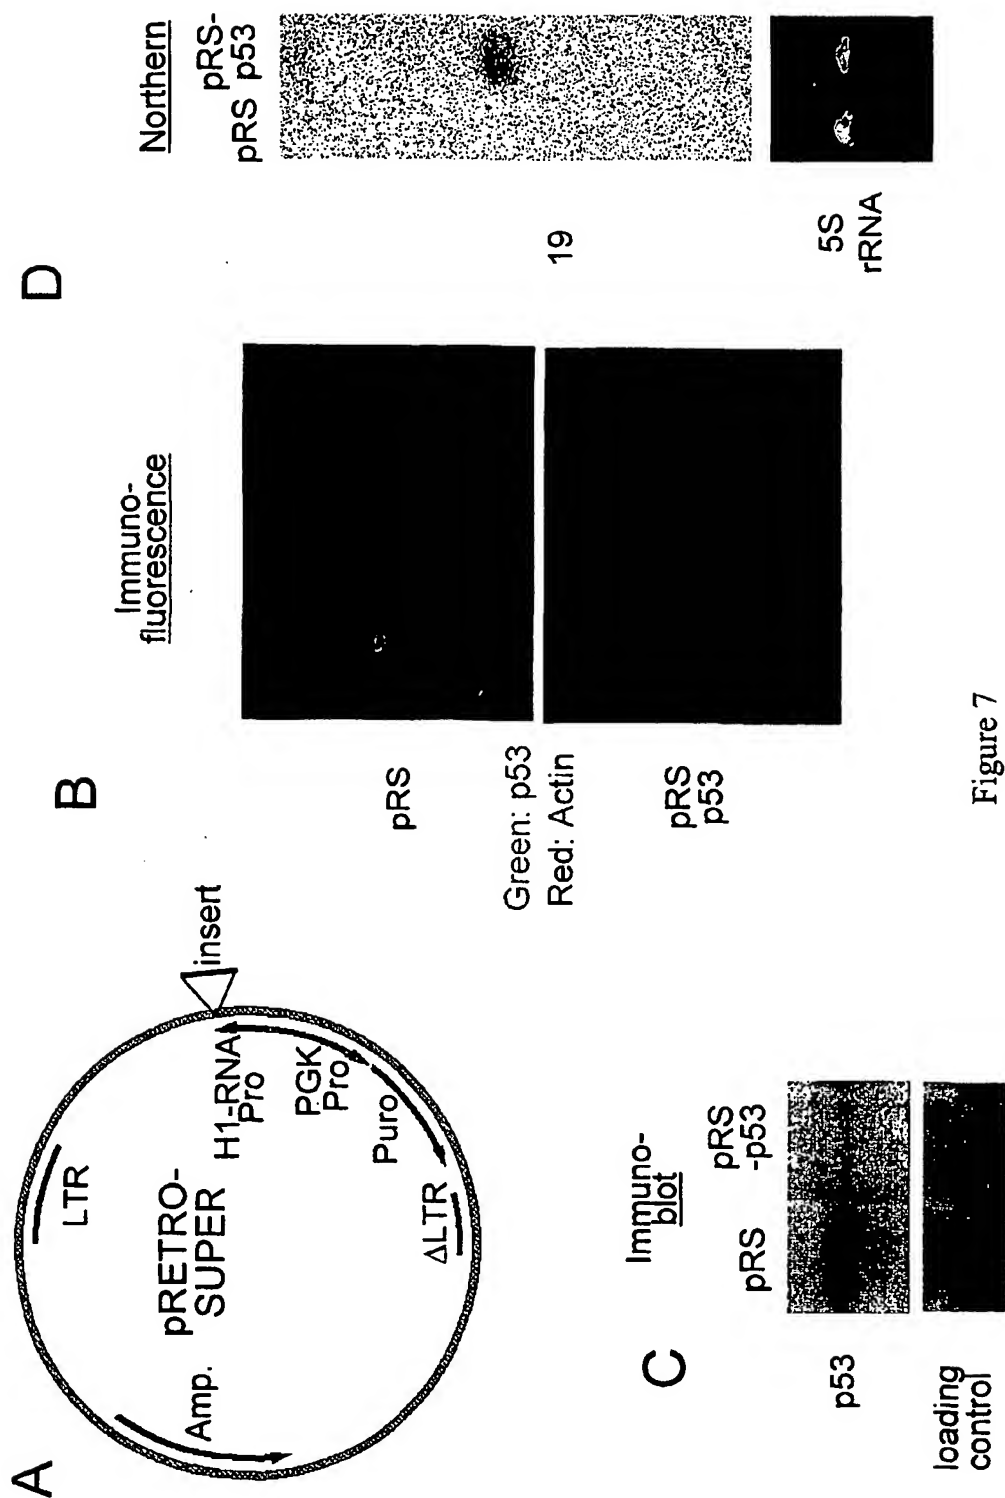 A
LTR
pRETRO-
SUPER
Amp.
insert
H1-RNA
Pro
PGK
Pro
Puro
ΔLTR
B
Immuno-
fluorescence
pRS
Green: p53
Red: Actin
pRS
p53
C
Immuno-
blot
pRS
pRS
-p53
p53
loading
control
D
Northern
pRS-
pRS p53
19
5S
rRNA
Figure 7